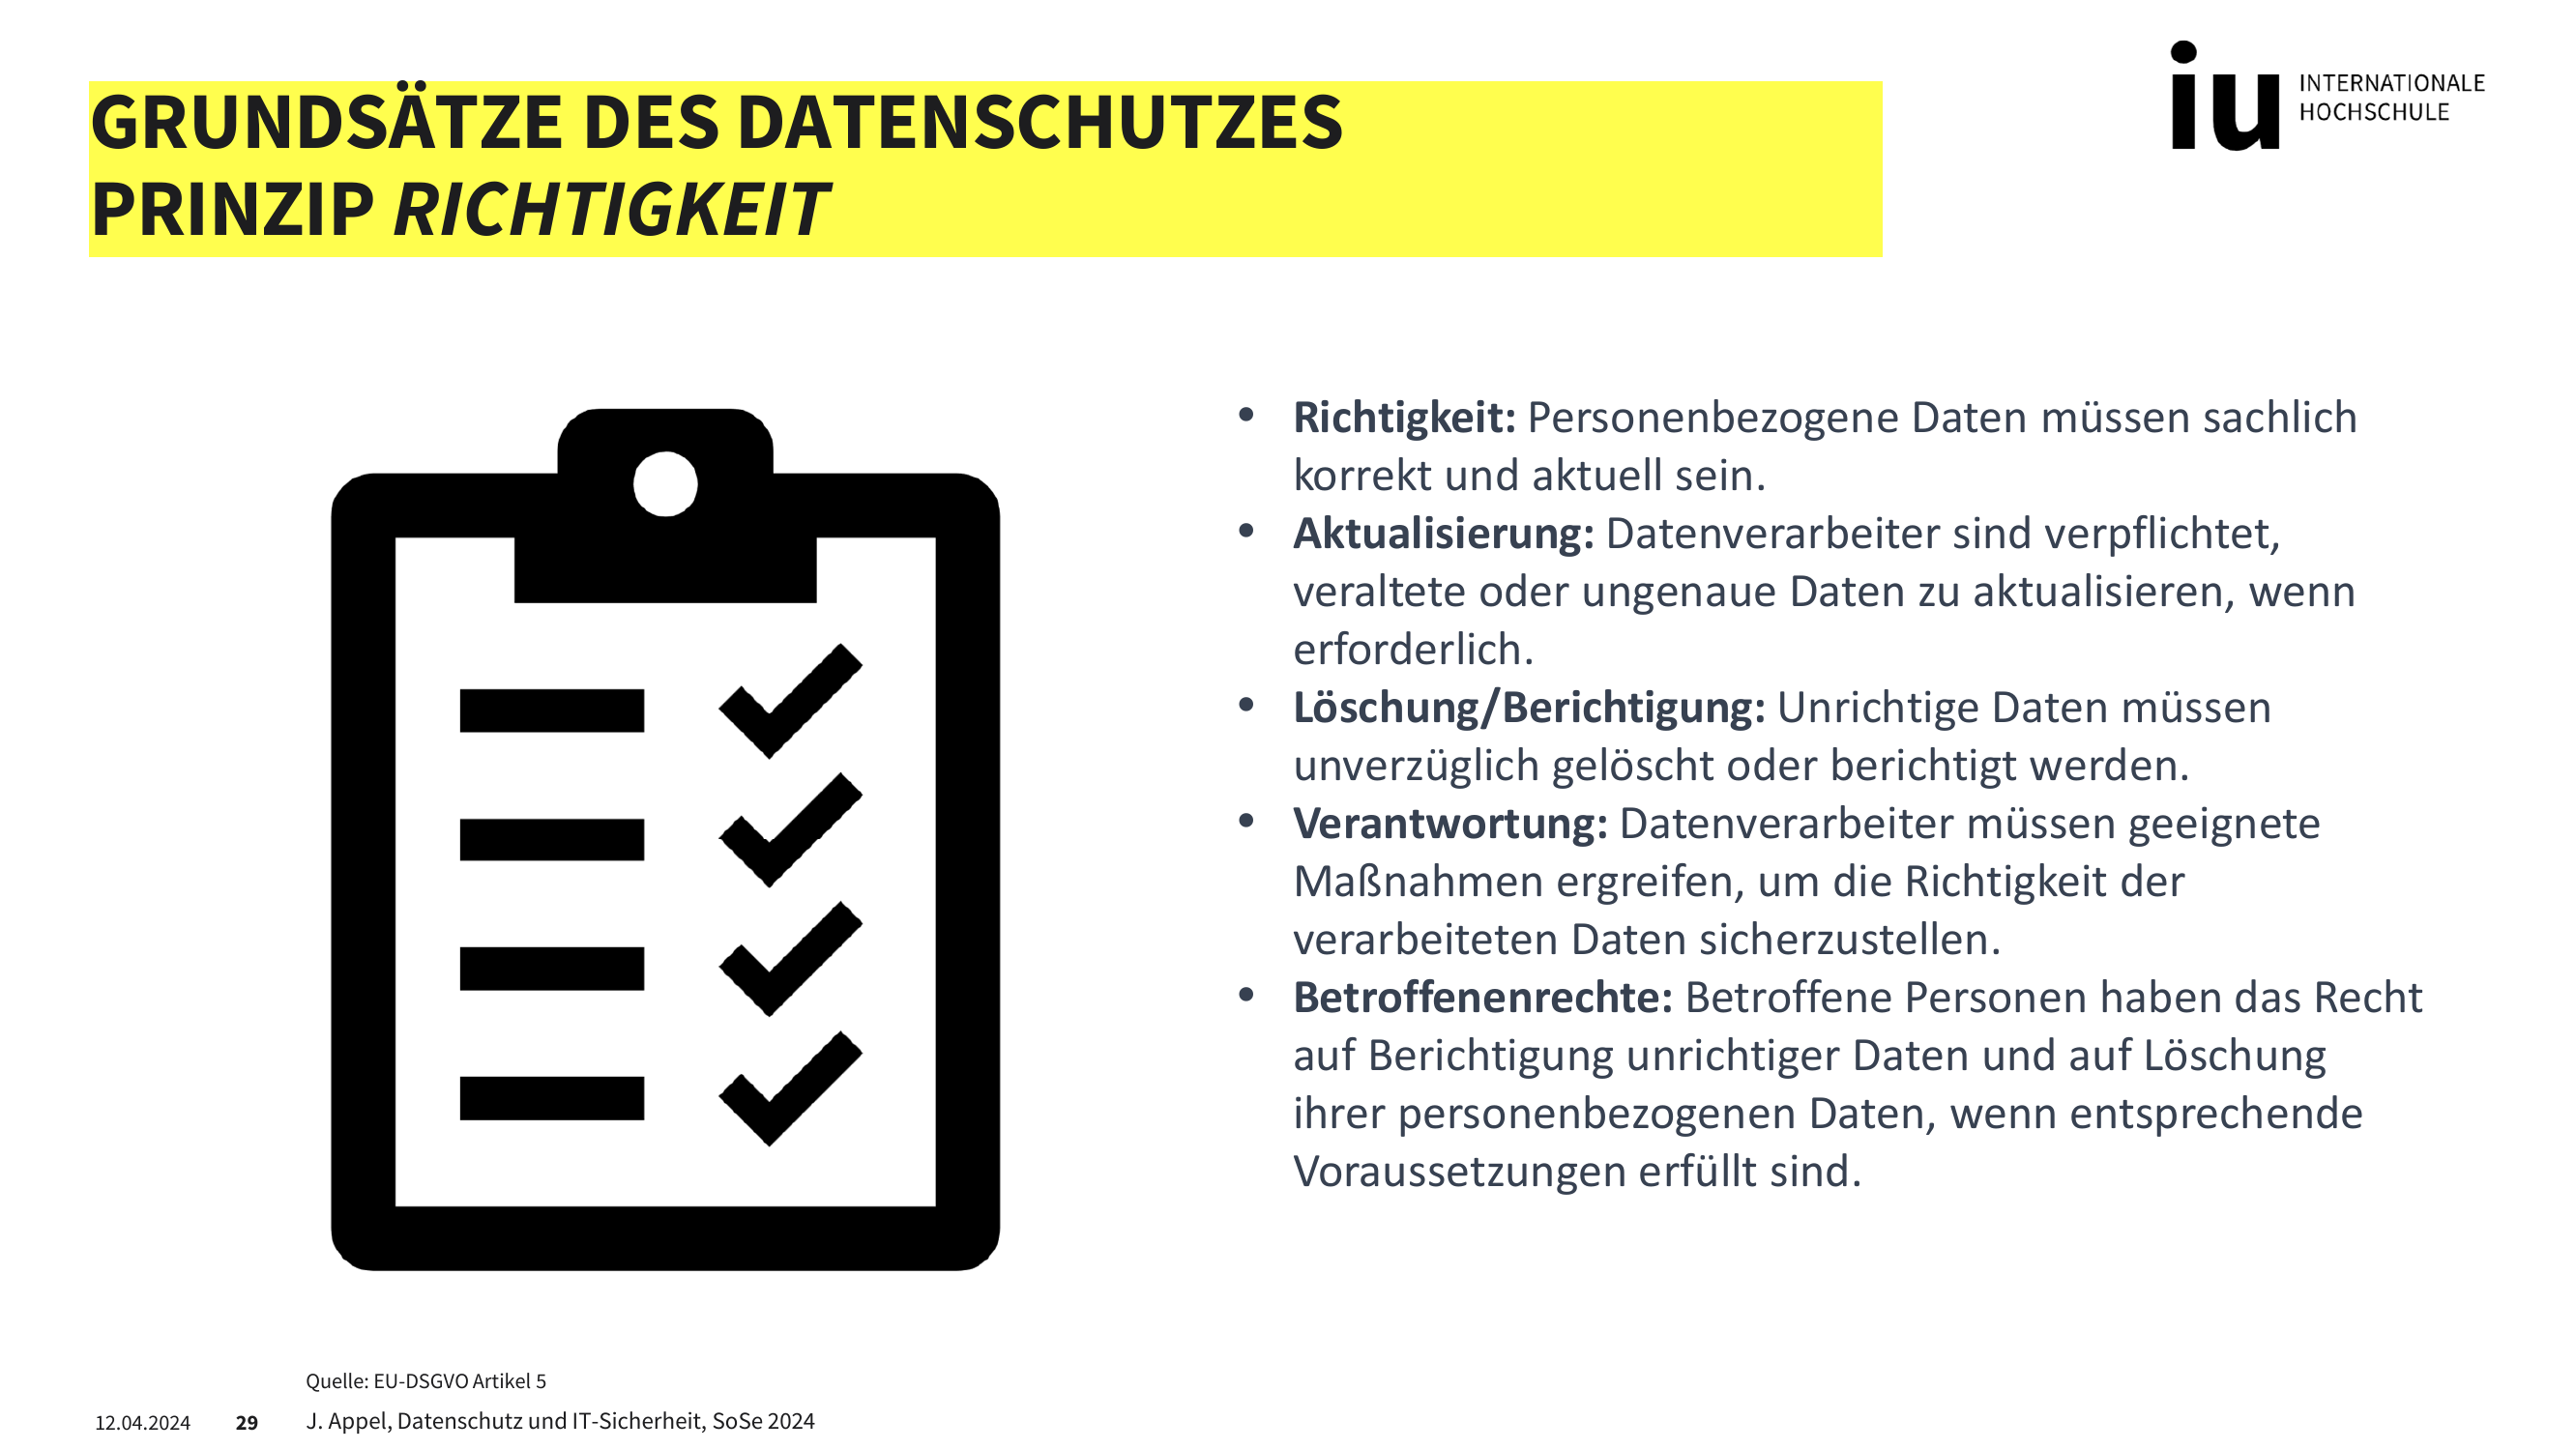 GRUNDSÄTZE DES DATENSCHUTZES
PRINZIP RICHTIGKEIT
iu INTERNATIONALE
HOCHSCHULE
• Richtigkeit: Personenbezogene Daten müssen sachlich
korrekt und aktuell sein.
• Aktualisierung: Datenverarbeiter sind verpflichtet,
veraltete oder ungenaue Daten zu aktualisieren, wenn
erforderlich.
• Löschung/Berichtigung: Unrichtige Daten müssen
unverzüglich gelöscht oder berichtigt werden.
• Verantwortung: Datenverarbeiter müssen geeignete
Maßnahmen ergreifen, um die Richtigkeit der
verarbeiteten Daten sicherzustellen.
• Betroffenenrechte: Betroffene Personen haben das Recht
auf Berichtigung unrichtiger Daten und auf Löschung
ihrer personenbezogenen Daten, wenn entsprechende
Voraussetzungen erfüllt sind.
Quelle: EU-DSGVO Artikel 5
12.04.2024 29 J. Appel, Datenschutz und IT-Sicherheit, SoSe 2024